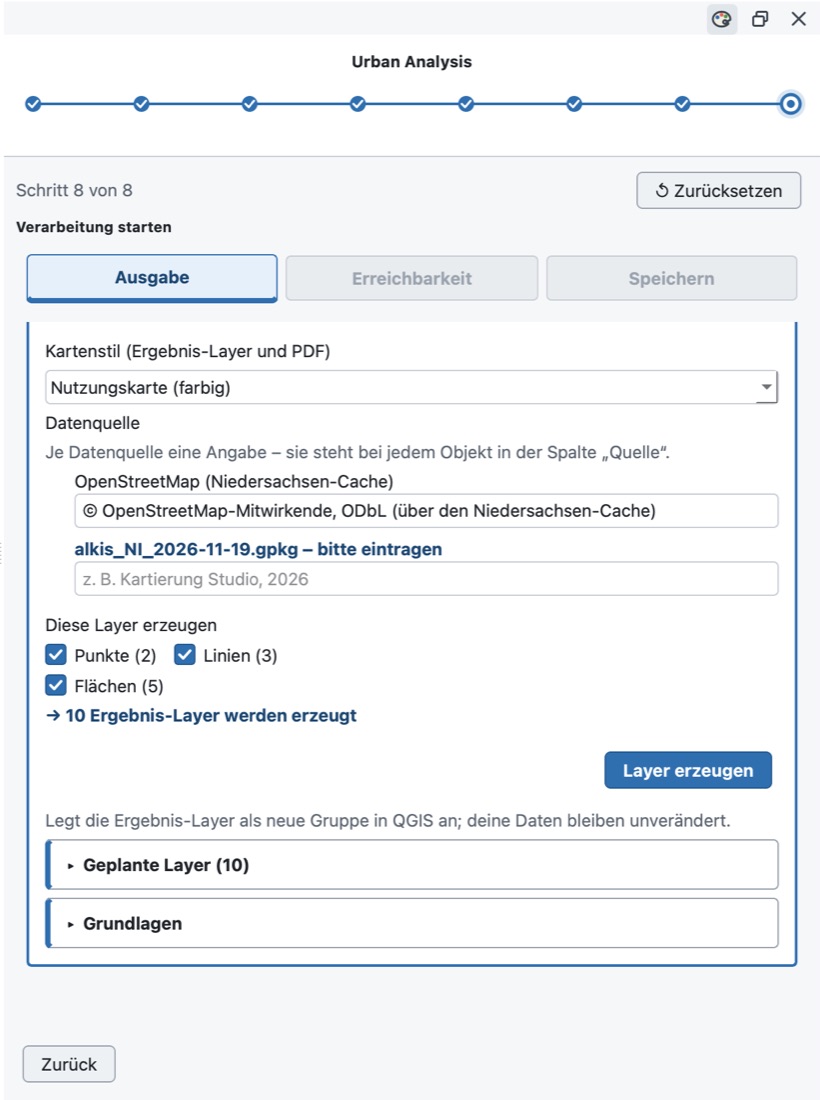 Urban Analysis
Schritt 8 von 8
Zurücksetzen
Verarbeitung starten
Ausgabe
Erreichbarkeit
Speichern
Kartenstil (Ergebnis-Layer und PDF)
Nutzungskarte (farbig)
Datenquelle
Je Datenquelle eine Angabe – sie steht bei jedem Objekt in der Spalte „Quelle“.
OpenStreetMap (Niedersachsen-Cache)
© OpenStreetMap-Mitwirkende, ODbL (über den Niedersachsen-Cache)
alkis_NI_2026-11-19.gpkg – bitte eintragen
z. B. Kartierung Studio, 2026
Diese Layer erzeugen
Punkte (2) Linien (3)
Flächen (5)
→ 10 Ergebnis-Layer werden erzeugt
Layer erzeugen
Legt die Ergebnis-Layer als neue Gruppe in QGIS an; deine Daten bleiben unverändert.
Geplante Layer (10)
Grundlagen
Zurück